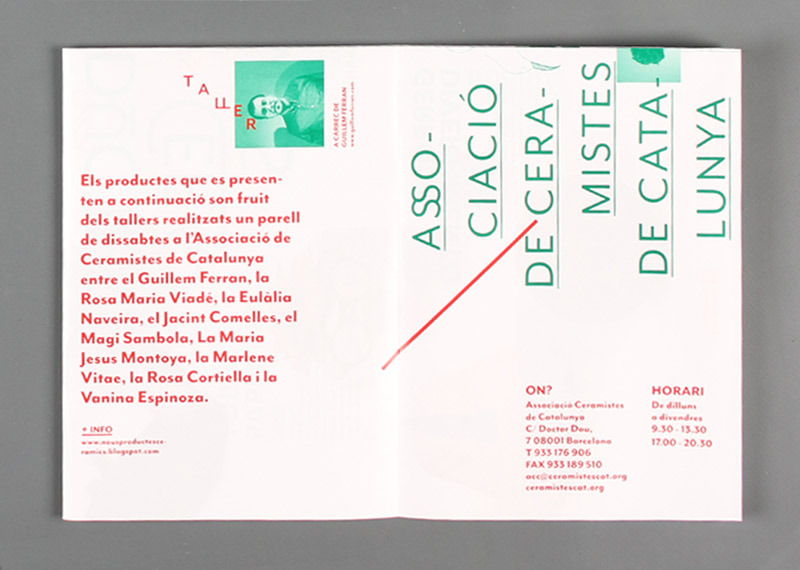 TALLER
A CARREC DE
GUILLEM FERRAN
www.guillemferran.com
Els productes que es presen-
ten a continuació son fruit
dels tallers realitzats un parell
de dissabtes a l'Associació de
Ceramistes de Catalunya
entre el Guillem Ferran, la
Rosa Maria Viadé, la Eulàlia
Naveira, el Jacint Comelles, el
Magi Sambola, La Maria
Jesus Montoya, la Marlene
Vitae, la Rosa Cortiella i la
Vanina Espinoza.
+ INFO
www.nousproductesce-
ramics.blogspot.com
ASSO-
CIACIÓ
DE CERA-
MISTES
DE CATA-
LUNYA
ON?
Associació Ceramistes
de Catalunya
C/ Doctor Dou,
7 08001 Barcelona
T 933 176 906
FAX 933 189 510
acc@ceramistescat.org
ceramistescat.org
HORARI
De dilluns
a divendres
9.30 - 13.30
17.00 - 20.30